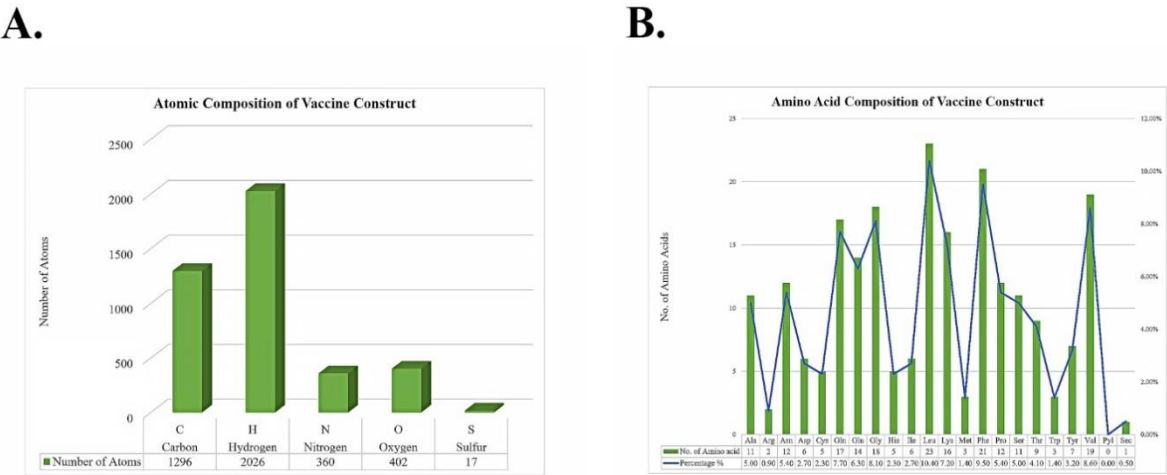 A.
Atomic Composition of Vaccine Construct
Number of Atoms
2500
2000
1500
1000
500
0
C H N O S
Carbon Hydrogen Nitrogen Oxygen Sulfur
Number of Atoms 1296 2026 360 402 17
B.
Amino Acid Composition of Vaccine Construct
No. of Amino Acids
25
20
15
10
5
0
12.00%
10.00%
8.00%
6.00%
4.00%
2.00%
0.00%
Ala Arg Asn Asp Cys Gln Glu Gly His Ile Leu Lys Met Phe Pro Ser Thr Trp Tyr Val Pyl Sec
No. of Amino acid 11 2 12 6 5 17 14 18 5 6 23 16 3 21 12 11 9 3 7 19 0 1
Percentage % 5.00 0.90 5.40 2.70 2.30 7.70 6.30 8.10 2.30 2.70 10.40 7.20 1.40 9.50 5.40 5.00 4.10 1.40 3.20 8.60 0.00 0.50